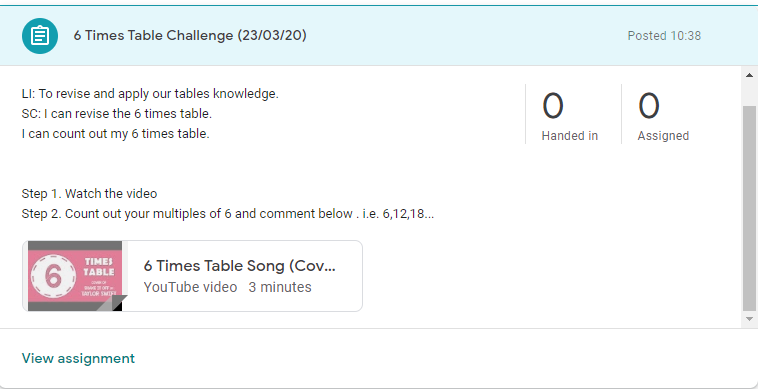 6 Times Table Challenge (23/03/20)
Posted 10:38
LI: To revise and apply our tables knowledge.
SC: I can revise the 6 times table.
I can count out my 6 times table.
0
Handed in
0
Assigned
Step 1. Watch the video
Step 2. Count out your multiples of 6 and comment below . i.e. 6,12,18...
6
TIMES
TABLE
6 Times Table Song (Cov...
YouTube video 3 minutes
View assignment